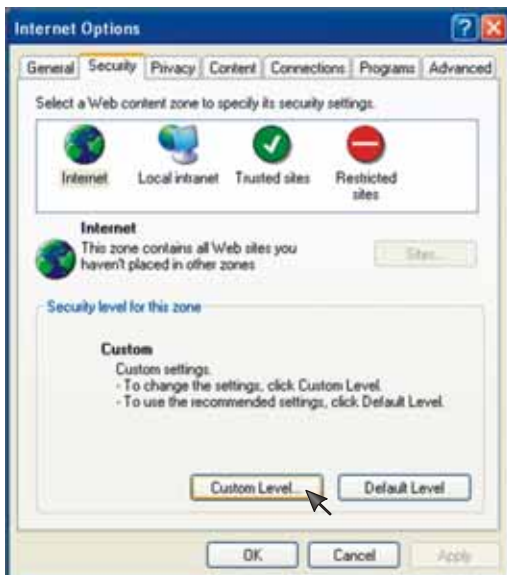 Internet Options
General Security Privacy Content Connections Programs Advanced
Select a Web content zone to specify its security settings.
Internet Local intranet Trusted sites Restricted
sites
Internet
This zone contains all Web sites you
haven't placed in other zones
Sites...
Security level for this zone
Custom
Custom settings.
- To change the settings, click Custom Level.
- To use the recommended settings, click Default Level.
Custom Level... Default Level
OK Cancel Apply